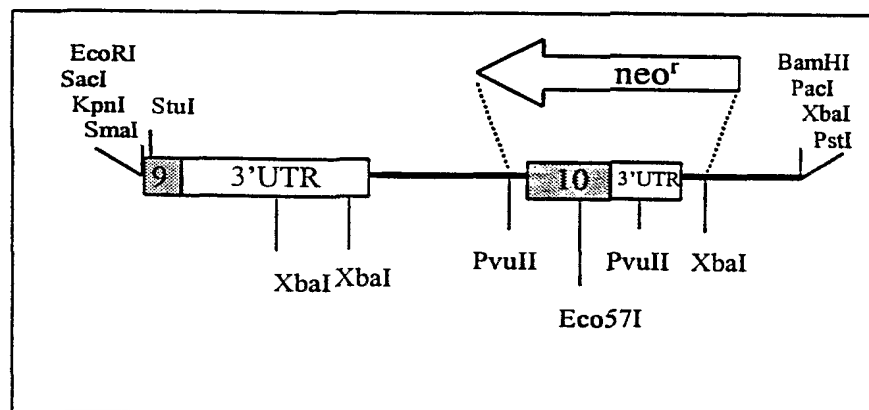 EcoRI
SacI
KpnI
SmaI
StuI
neoʳ
BamHI
PacI
XbaI
PstI
9
3'UTR
10
3'UTR
XbaI
XbaI
PvuII
Eco57I
PvuII
XbaI